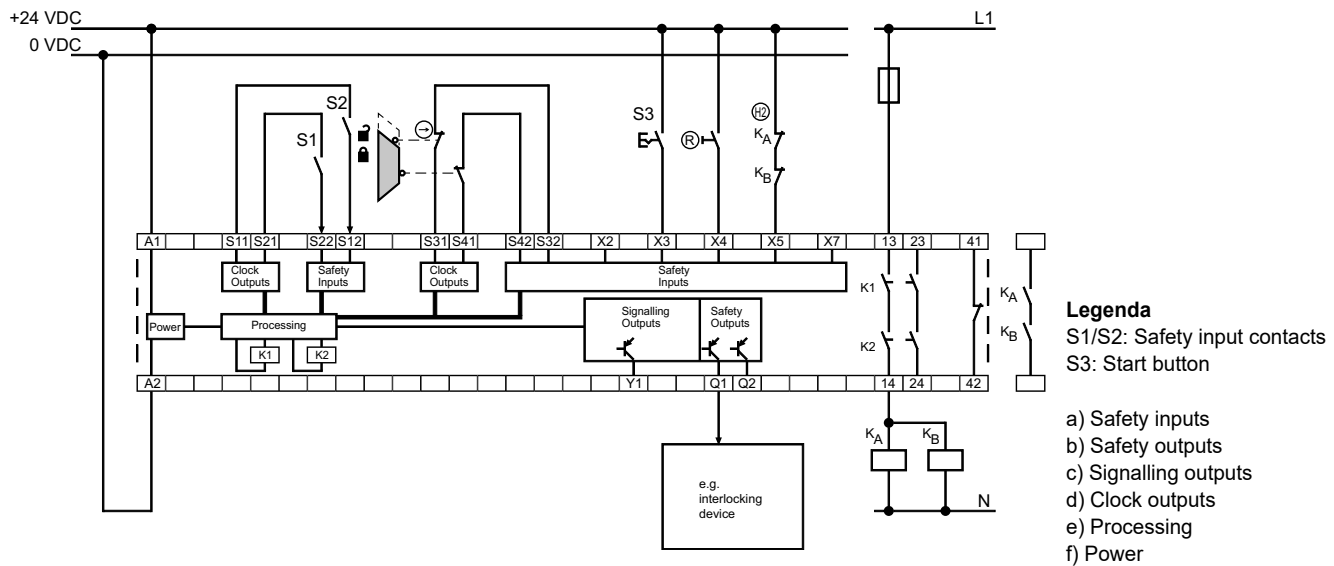 +24 VDC
L1
0 VDC
S2
S1
S3
R
H2
KA
KB
A1 S11 S21 S22 S12 S31 S41 S42 S32 X2 X3 X4 X5 X7 13 23 41
Clock Outputs
Safety Inputs
Clock Outputs
Safety Inputs
K1
Signalling Outputs
Safety Outputs
Power
Processing
K1
K2
K2
KA
KB
A2 Y1 Q1 Q2 14 24 42
KA
KB
e.g.
interlocking
device
N
Legenda
S1/S2: Safety input contacts
S3: Start button
a) Safety inputs
b) Safety outputs
c) Signalling outputs
d) Clock outputs
e) Processing
f) Power